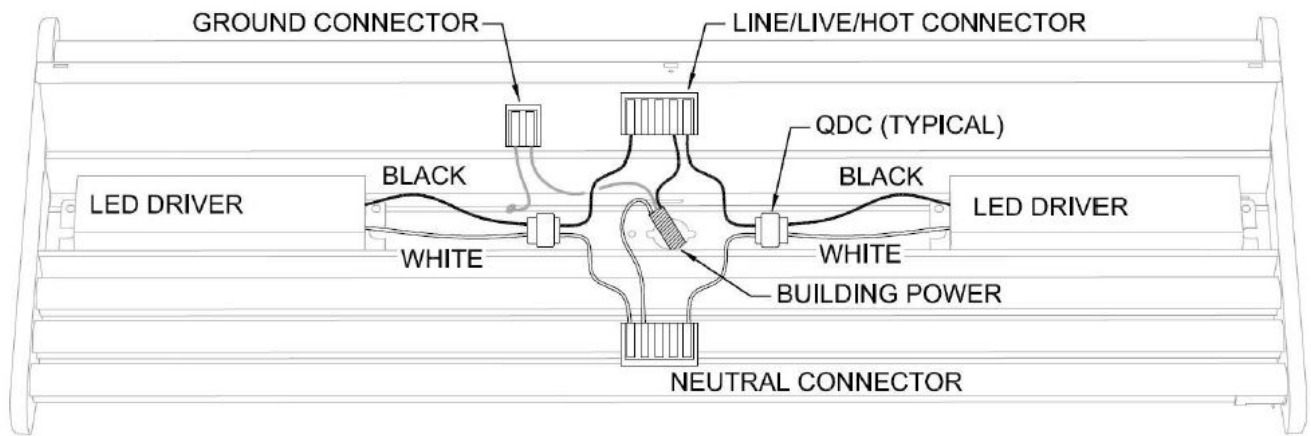 GROUND CONNECTOR
LINE/LIVE/HOT CONNECTOR
QDC (TYPICAL)
BLACK
BLACK
LED DRIVER
LED DRIVER
WHITE
WHITE
BUILDING POWER
NEUTRAL CONNECTOR